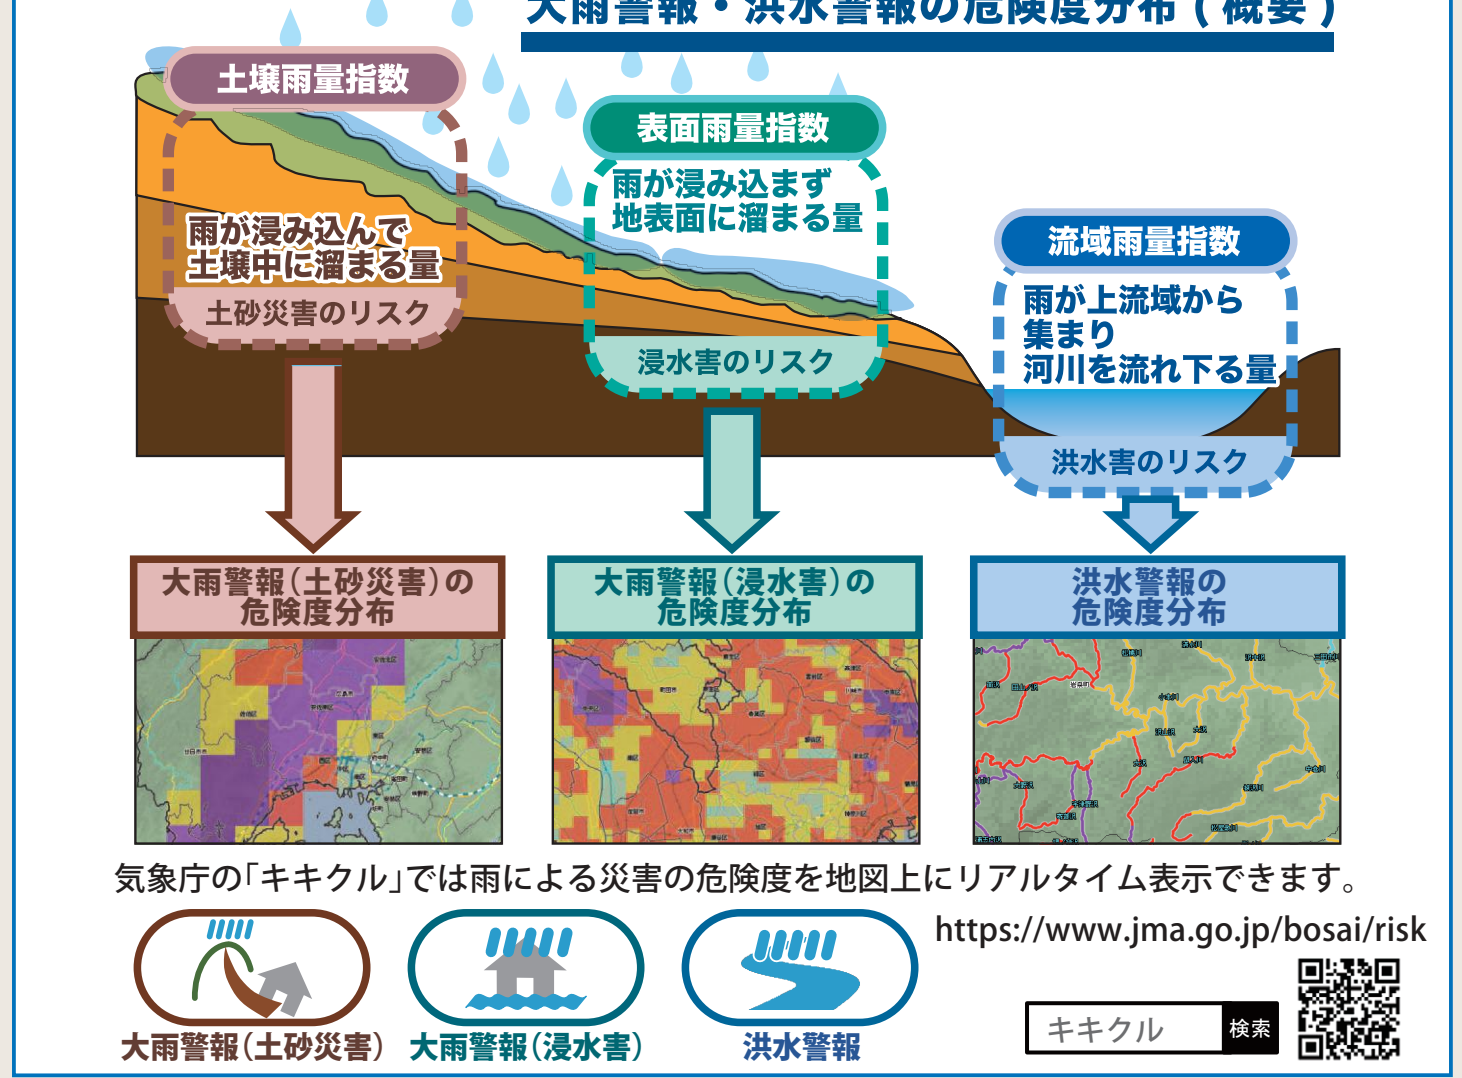 大雨警報・洪水警報の危険度分布(概要)
土壌雨量指数
雨が浸み込んで
土壌中に溜まる量
土砂災害のリスク
表面雨量指数
雨が浸み込まず
地表面に溜まる量
浸水害のリスク
流域雨量指数
雨が上流域から
集まり
河川を流れ下る量
洪水害のリスク
大雨警報(土砂災害)の
危険度分布
大雨警報(浸水害)の
危険度分布
洪水警報の
危険度分布
気象庁の「キキクル」では雨による災害の危険度を地図上にリアルタイム表示できます。
https://www.jma.go.jp/bosai/risk
大雨警報(土砂災害)
大雨警報(浸水害)
洪水警報
キキクル
検索